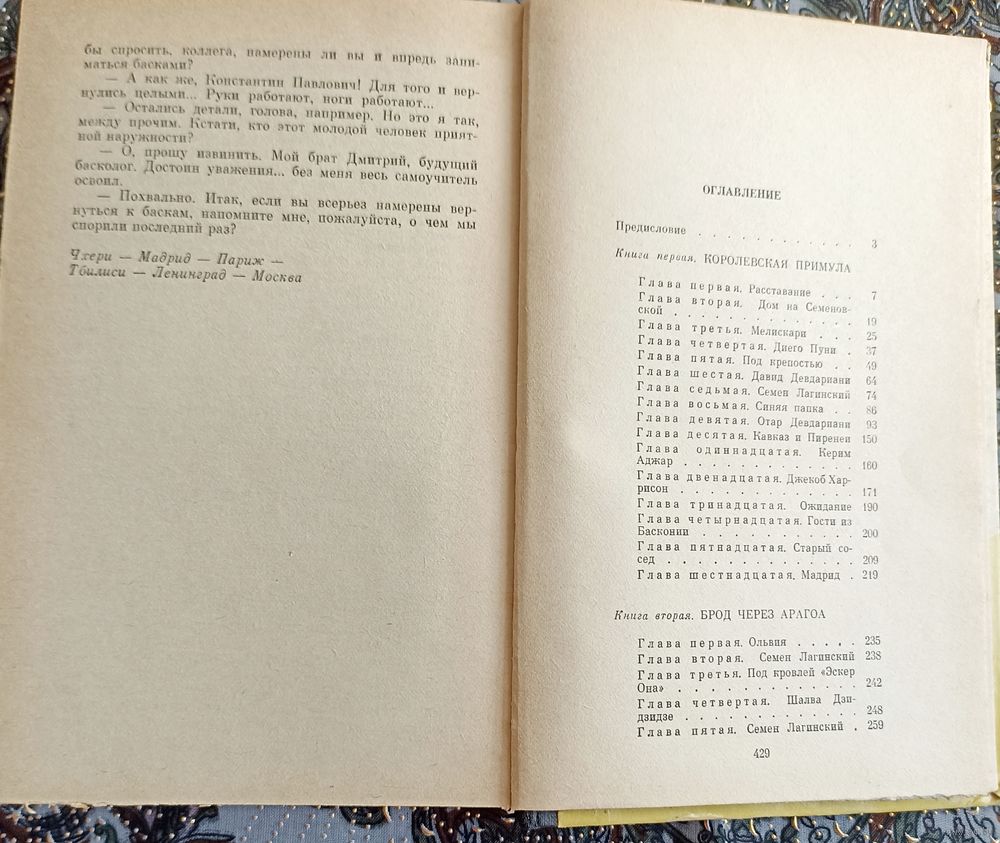 бы спросить, коллега, намерены ли вы и впредь зани-
маться басками?
— А как же, Константин Павлович! Для того и вер-
нулись целыми... Руки работают, ноги работают...
— Остались детали, голова, например. Но это я так,
между прочим. Кстати, кто этот молодой человек прият-
ной наружности?
— О, прошу извинить. Мой брат Дмитрий, будущий
басколог. Достоин уважения... без меня весь самоучитель
освоил.
— Похвально. Итак, если вы всерьез намерены вер-
нуться к баскам, напомните мне, пожалуйста, о чем мы
спорили последний раз?
Чхери — Мадрид — Париж —
Тбилиси — Ленинград — Москва
ОГЛАВЛЕНИЕ
Предисловие . . . . . . . . . . 3
Книга первая. КОРОЛЕВСКАЯ ПРИМУЛА
Глава первая. Расставание . . . 7
Глава вторая. Дом на Семенов-
ской . . . . . . . . . . . . 19
Глава третья. Мелискари . . . 25
Глава четвертая. Диего Пуни . 37
Глава пятая. Под крепостью . . 49
Глава шестая. Давид Девдариани 64
Глава седьмая. Семен Лагинский 74
Глава восьмая. Синяя папка . . 86
Глава девятая. Отар Девдариани 93
Глава десятая. Кавказ и Пиренеи 150
Глава одиннадцатая. Керим
Аджар . . . . . . . . . . . 160
Глава двенадцатая. Джекоб Хар-
рисон . . . . . . . . . . . 171
Глава тринадцатая. Ожидание 190
Глава четырнадцатая. Гости из
Басконии . . . . . . . . . . 200
Глава пятнадцатая. Старый со-
сед . . . . . . . . . . . . 209
Глава шестнадцатая. Мадрид . 219
Книга вторая. БРОД ЧЕРЕЗ АРАГОА
Глава первая. Ольвия . . . . . 235
Глава вторая. Семен Лагинский 238
Глава третья. Под кровлей «Эскер
Она» . . . . . . . . . . . 242
Глава четвертая. Шалва Дзи-
дзидзе . . . . . . . . . . . 248
Глава пятая. Семен Лагинский . 259
429